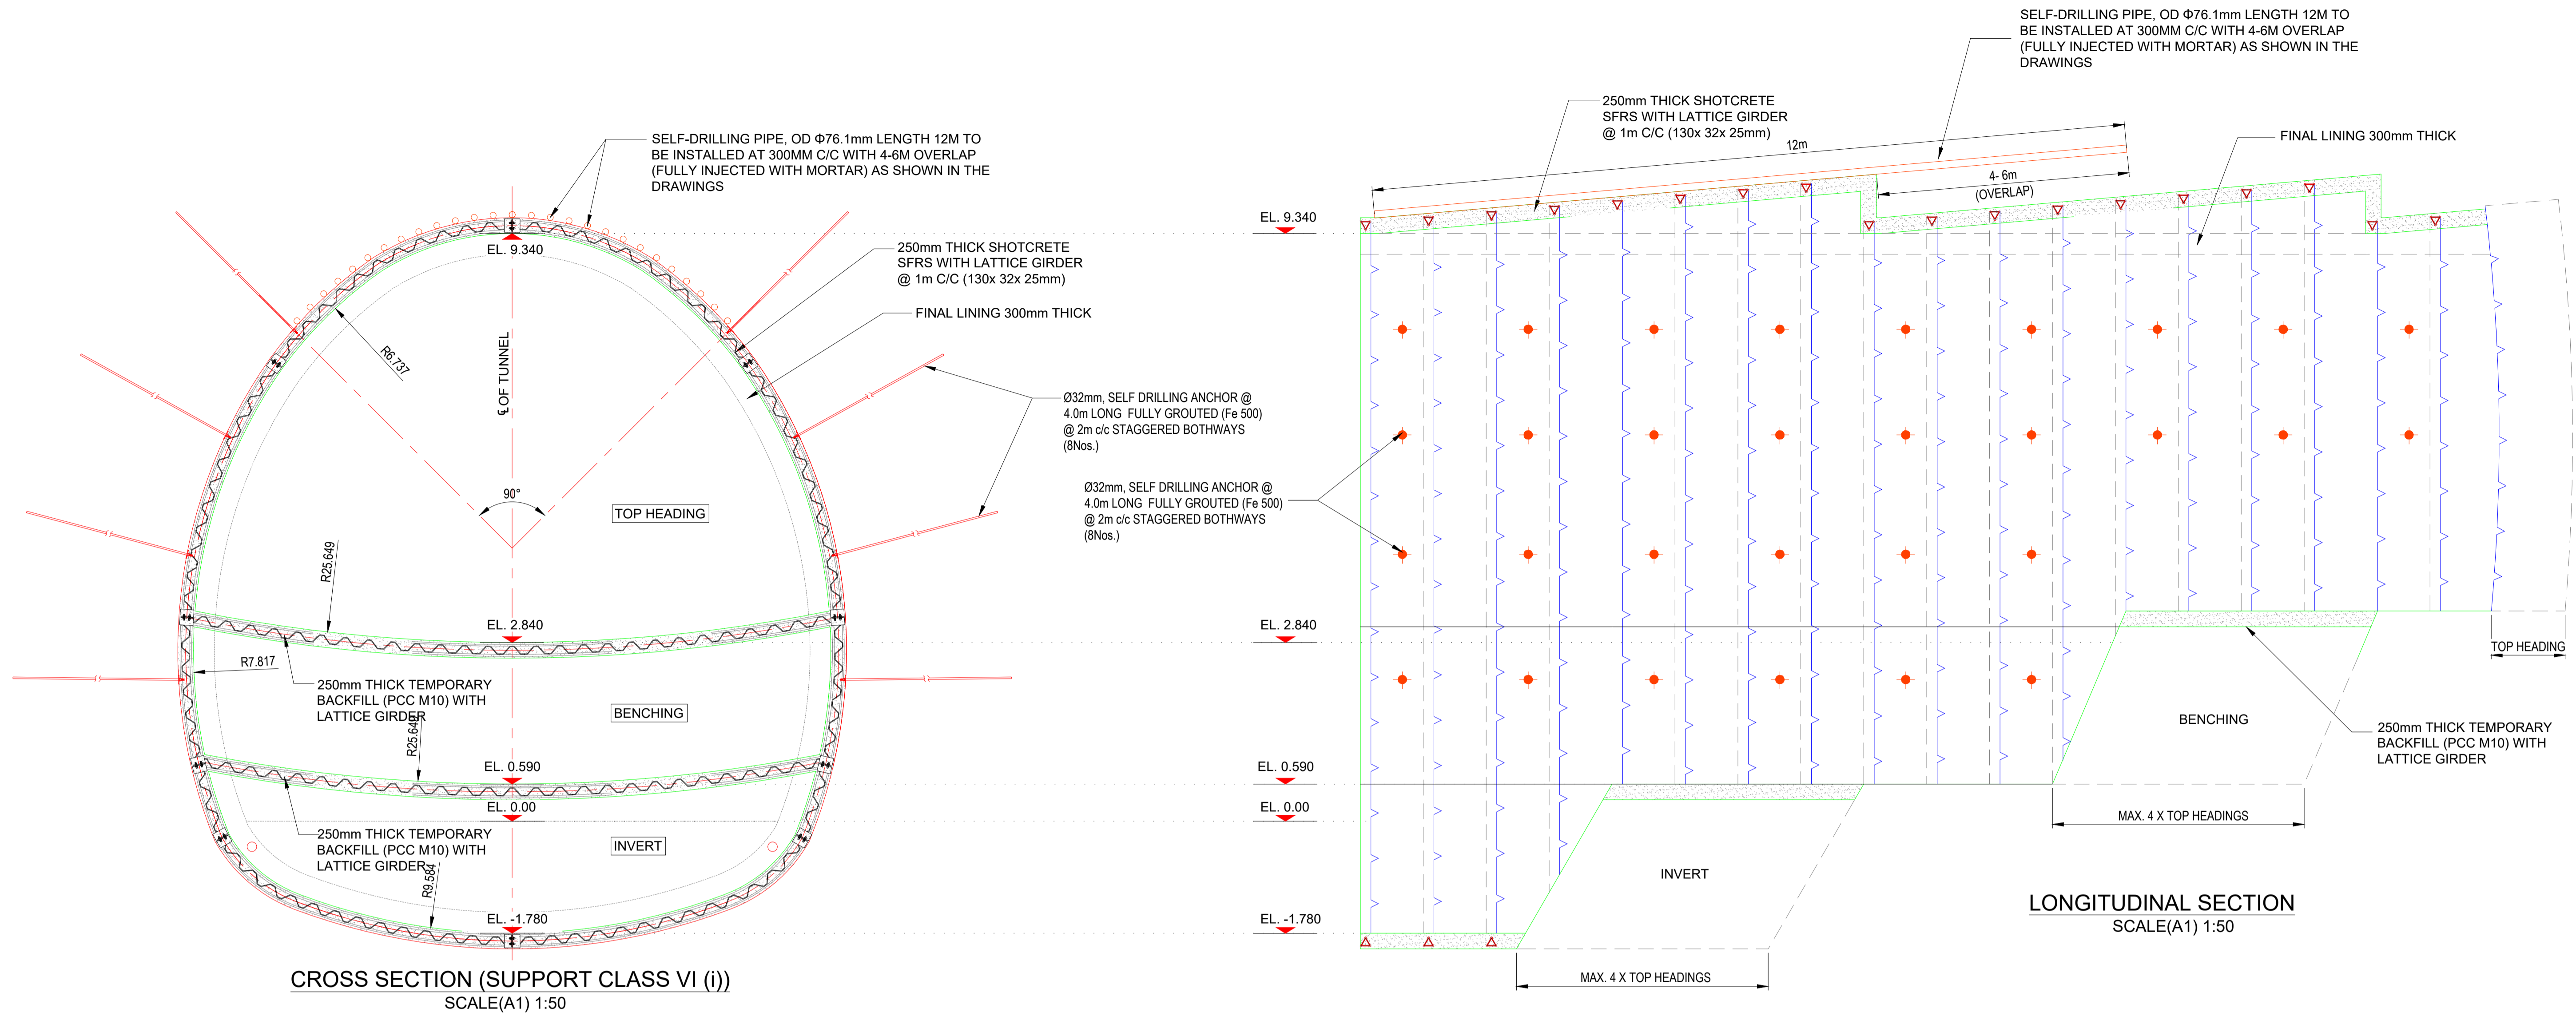 SELF-DRILLING PIPE, OD Φ76.1mm LENGTH 12M TO
BE INSTALLED AT 300MM C/C WITH 4-6M OVERLAP
(FULLY INJECTED WITH MORTAR) AS SHOWN IN THE
DRAWINGS
EL. 9.340
250mm THICK SHOTCRETE
SFRS WITH LATTICE GIRDER
@ 1m C/C (130x 32x 25mm)
FINAL LINING 300mm THICK
R6.737
℄ OF TUNNEL
Ø32mm, SELF DRILLING ANCHOR @
4.0m LONG FULLY GROUTED (Fe 500)
@ 2m c/c STAGGERED BOTHWAYS
(8Nos.)
90°
TOP HEADING
R25.649
EL. 2.840
R7.817
250mm THICK TEMPORARY
BACKFILL (PCC M10) WITH
LATTICE GIRDER
BENCHING
R25.649
EL. 0.590
EL. 0.00
250mm THICK TEMPORARY
BACKFILL (PCC M10) WITH
LATTICE GIRDER
INVERT
R9.584
EL. -1.780
CROSS SECTION (SUPPORT CLASS VI (i))
SCALE(A1) 1:50
SELF-DRILLING PIPE, OD Φ76.1mm LENGTH 12M TO
BE INSTALLED AT 300MM C/C WITH 4-6M OVERLAP
(FULLY INJECTED WITH MORTAR) AS SHOWN IN THE
DRAWINGS
250mm THICK SHOTCRETE
SFRS WITH LATTICE GIRDER
@ 1m C/C (130x 32x 25mm)
12m
FINAL LINING 300mm THICK
4- 6m
(OVERLAP)
EL. 9.340
Ø32mm, SELF DRILLING ANCHOR @
4.0m LONG FULLY GROUTED (Fe 500)
@ 2m c/c STAGGERED BOTHWAYS
(8Nos.)
EL. 2.840
TOP HEADING
BENCHING
250mm THICK TEMPORARY
BACKFILL (PCC M10) WITH
LATTICE GIRDER
EL. 0.590
EL. 0.00
MAX. 4 X TOP HEADINGS
INVERT
EL. -1.780
MAX. 4 X TOP HEADINGS
LONGITUDINAL SECTION
SCALE(A1) 1:50